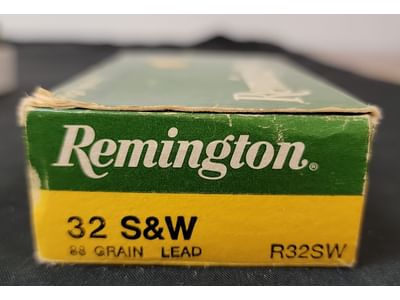 Remington®
32 S&W
88 GRAIN LEAD R32SW